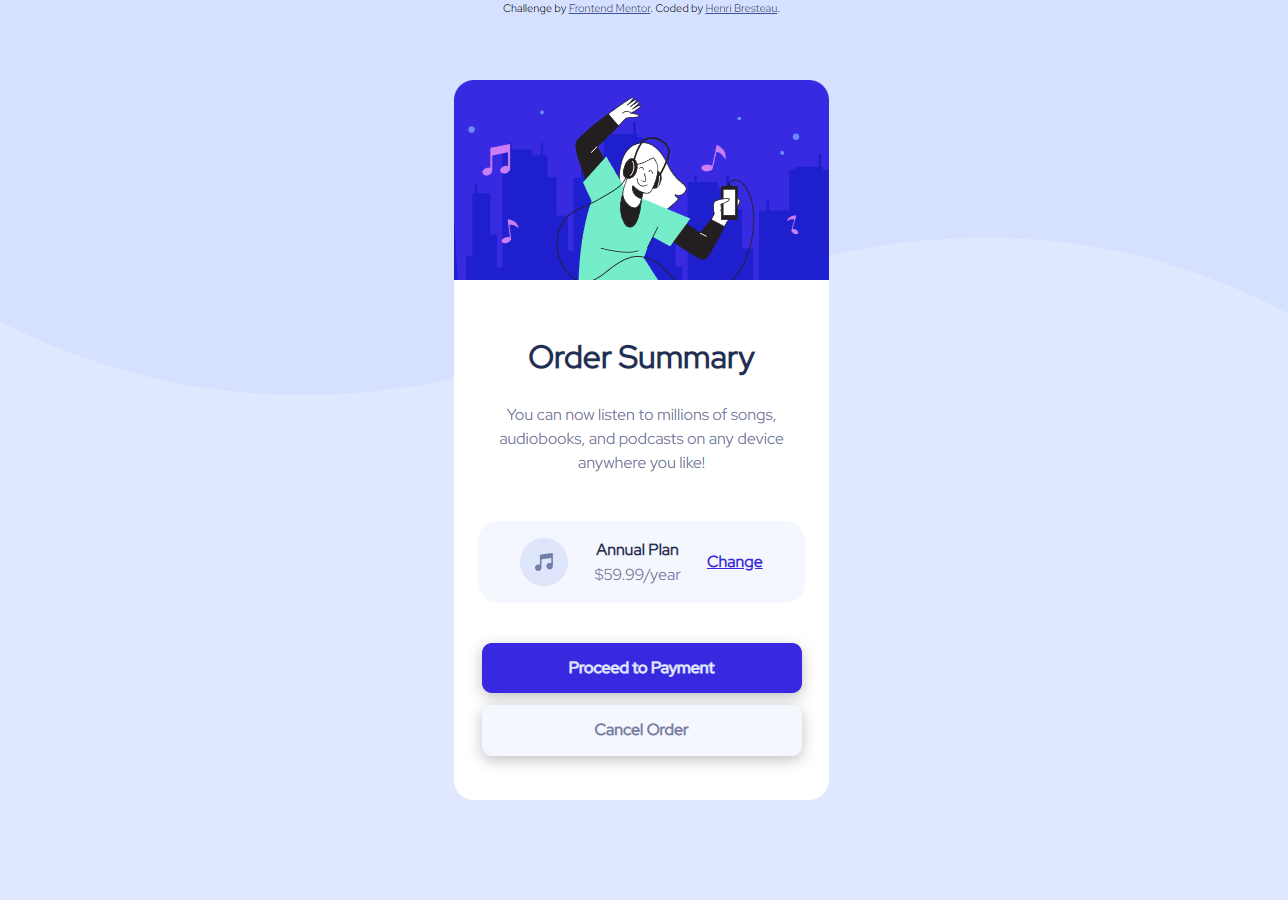 Challenge by Frontend Mentor. Coded by Henri Bresteau.
Order Summary
You can now listen to millions of songs,
audiobooks, and podcasts on any device
anywhere you like!
Annual Plan
$59.99/year
Change
Proceed to Payment
Cancel Order